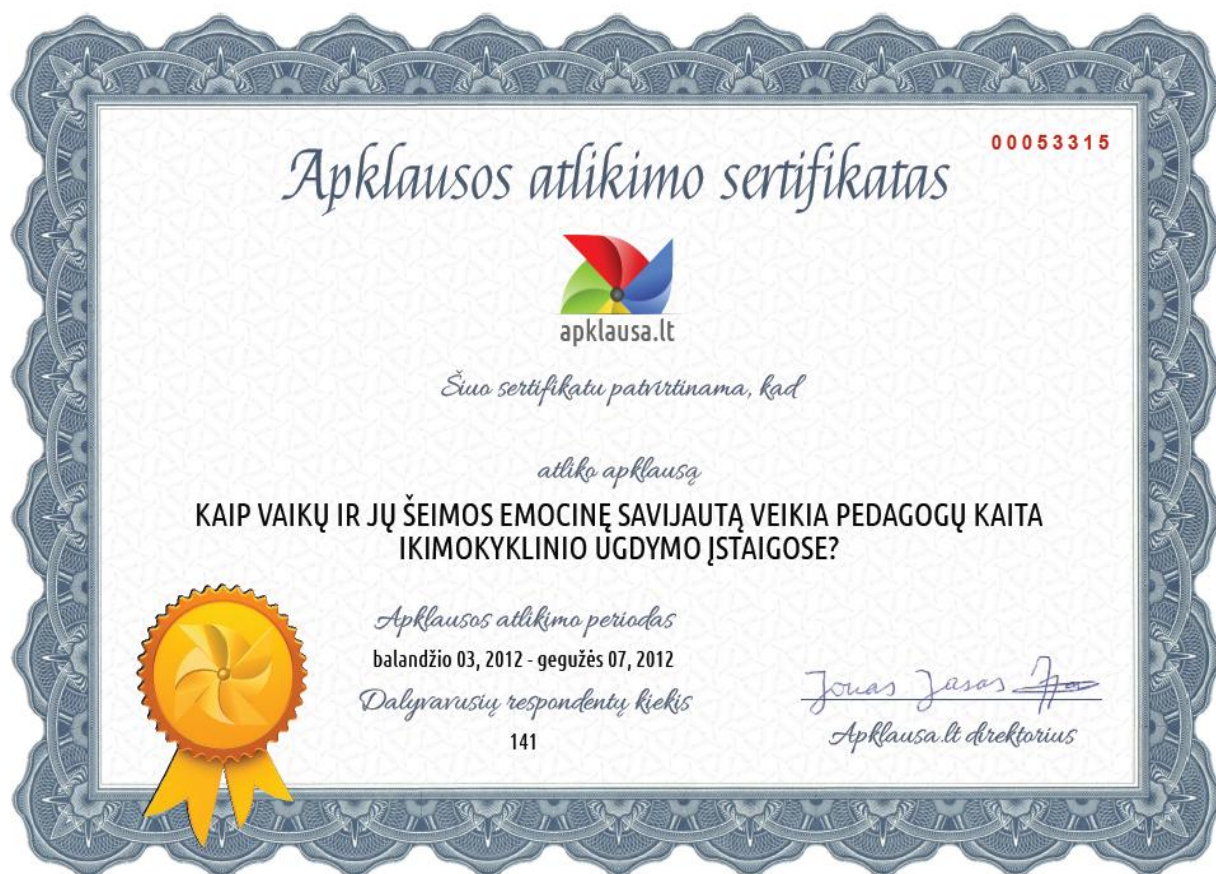 00053315
Apklausos atlikimo sertifikatas
apklausa.lt
Šiuo sertifikatu patvirtinama, kad
atliko apklausą
KAIP VAIKŲ IR JŲ ŠEIMOS EMOCINĘ SAVIJAUTĄ VEIKIA PEDAGOGŲ KAITA
IKIMOKYKLINIO UGDYMO ĮSTAIGOSE?
Apklausos atlikimo periodas
balandžio 03, 2012 - gegužės 07, 2012
Dalyvavusių respondentų kiekis
141
Jonas Jasas
Apklausa.lt direktorius